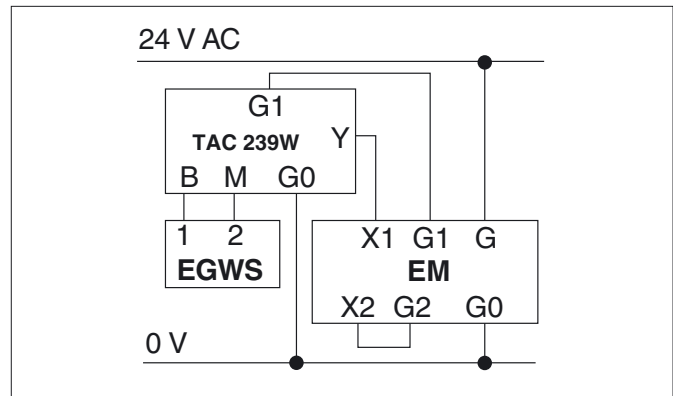 24 V AC
G1
TAC 239W Y
B M G0
1 2
EGWS
X1 G1 G
EM
X2 G2 G0
0 V